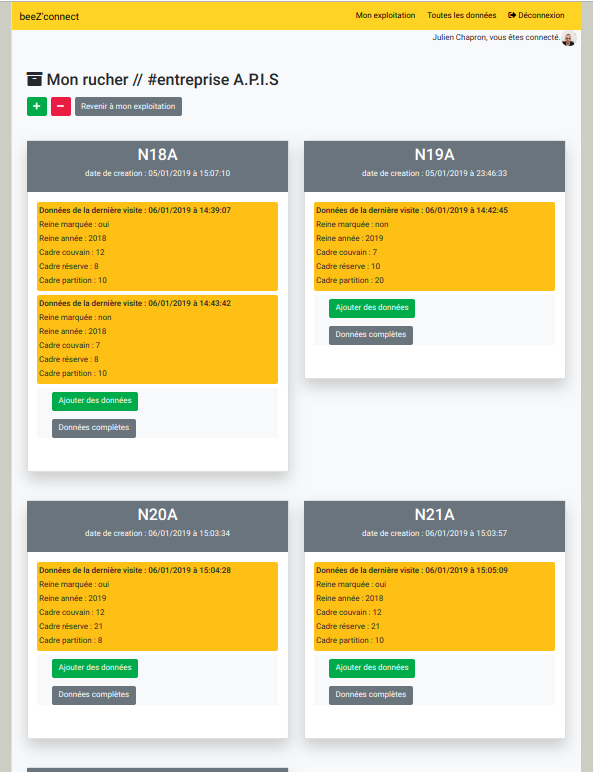 beeZ'connect
Mon exploitation Toutes les données Déconnexion
Julien Chapron, vous êtes connecté.
Mon rucher // #entreprise A.P.I.S
+ − Revenir à mon exploitation
N18A
date de creation : 05/01/2019 à 15:07:10
Données de la dernière visite : 06/01/2019 à 14:39:07
Reine marquée : oui
Reine année : 2018
Cadre couvain : 12
Cadre réserve : 8
Cadre partition : 10
Données de la dernière visite : 06/01/2019 à 14:43:42
Reine marquée : non
Reine année : 2018
Cadre couvain : 7
Cadre réserve : 8
Cadre partition : 10
Ajouter des données
Données complètes
N19A
date de creation : 05/01/2019 à 23:46:33
Données de la dernière visite : 06/01/2019 à 14:42:45
Reine marquée : non
Reine année : 2019
Cadre couvain : 7
Cadre réserve : 10
Cadre partition : 20
Ajouter des données
Données complètes
N20A
date de creation : 06/01/2019 à 15:03:34
Données de la dernière visite : 06/01/2019 à 15:04:28
Reine marquée : oui
Reine année : 2019
Cadre couvain : 12
Cadre réserve : 21
Cadre partition : 8
Ajouter des données
Données complètes
N21A
date de creation : 06/01/2019 à 15:03:57
Données de la dernière visite : 06/01/2019 à 15:05:09
Reine marquée : oui
Reine année : 2018
Cadre couvain : 12
Cadre réserve : 21
Cadre partition : 10
Ajouter des données
Données complètes